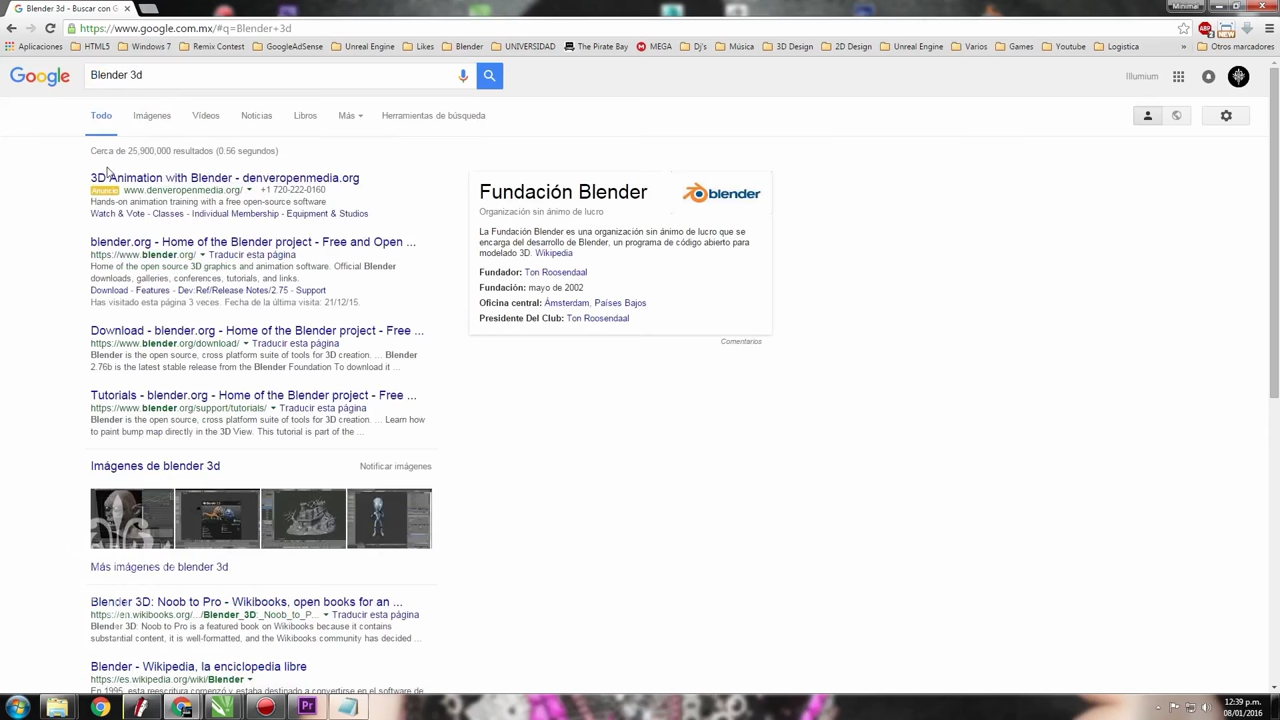 Blender 3d - Buscar con G
Minimal
https://www.google.com.mx/#q=Blender+3d
Aplicaciones HTML5 Windows 7 Remix Contest GoogleAdSense Unreal Engine Likes Blender UNIVERSIDAD The Pirate Bay MEGA Dj's Música 3D Design 2D Design Unreal Engine Varios Games Youtube Logistica » Otros marcadores
Google Blender 3d Illumium
Todo Imágenes Vídeos Noticias Libros Más Herramientas de búsqueda
Cerca de 25,900,000 resultados (0.56 segundos)
3D Animation with Blender - denveropenmedia.org
Anuncio www.denveropenmedia.org/ +1 720-222-0160
Hands-on animation training with a free open-source software
Watch & Vote - Classes - Individual Membership - Equipment & Studios
blender.org - Home of the Blender project - Free and Open ...
https://www.blender.org/ Traducir esta página
Home of the open source 3D graphics and animation software. Official Blender
downloads, galleries, conferences, tutorials, and links.
Download - Features - Dev:Ref/Release Notes/2.75 - Support
Has visitado esta página 3 veces. Fecha de la última visita: 21/12/15.
Download - blender.org - Home of the Blender project - Free ...
https://www.blender.org/download/ Traducir esta página
Blender is the open source, cross platform suite of tools for 3D creation. ... Blender
2.76b is the latest stable release from the Blender Foundation To download it ...
Tutorials - blender.org - Home of the Blender project - Free ...
https://www.blender.org/support/tutorials/ Traducir esta página
Blender is the open source, cross platform suite of tools for 3D creation. ... Learn how
to paint bump map directly in the 3D View. This tutorial is part of the ...
Imágenes de blender 3d Notificar imágenes
Más imágenes de blender 3d
Blender 3D: Noob to Pro - Wikibooks, open books for an ...
https://en.wikibooks.org/.../Blender_3D:_Noob_to_P... Traducir esta página
Blender 3D: Noob to Pro is a featured book on Wikibooks because it contains
substantial content, it is well-formatted, and the Wikibooks community has decided ...
Blender - Wikipedia, la enciclopedia libre
https://es.wikipedia.org/wiki/Blender
En 1995, esta reescritura comenzó y estaba destinado a convertirse en el software de
Fundación Blender
blender
Organización sin ánimo de lucro
La Fundación Blender es una organización sin ánimo de lucro que se
encarga del desarrollo de Blender, un programa de código abierto para
modelado 3D. Wikipedia
Fundador: Ton Roosendaal
Fundación: mayo de 2002
Oficina central: Ámsterdam, Países Bajos
Presidente Del Club: Ton Roosendaal
Comentarios
Pr
12:39 p.m.
08/01/2016